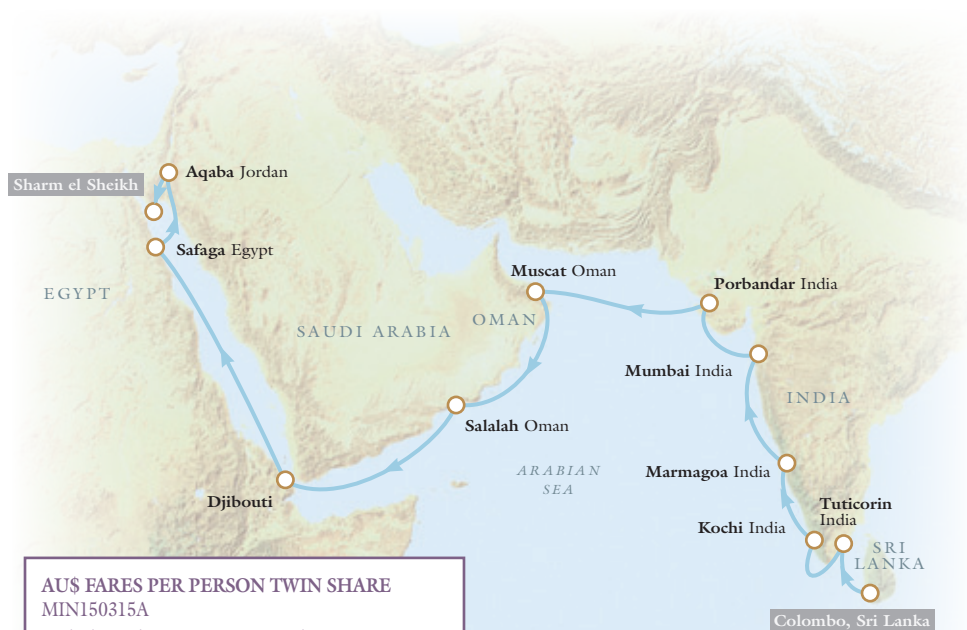 Aqaba Jordan
Sharm el Sheikh
Safaga Egypt
EGYPT
Muscat Oman
Porbandar India
OMAN
SAUDI ARABIA
Mumbai India
INDIA
Salalah Oman
ARABIAN
SEA
Marmagoa India
Djibouti
Tuticorin
India
Kochi India
SRI
LANKA
AU$ FARES PER PERSON TWIN SHARE
MIN150315A
Colombo, Sri Lanka